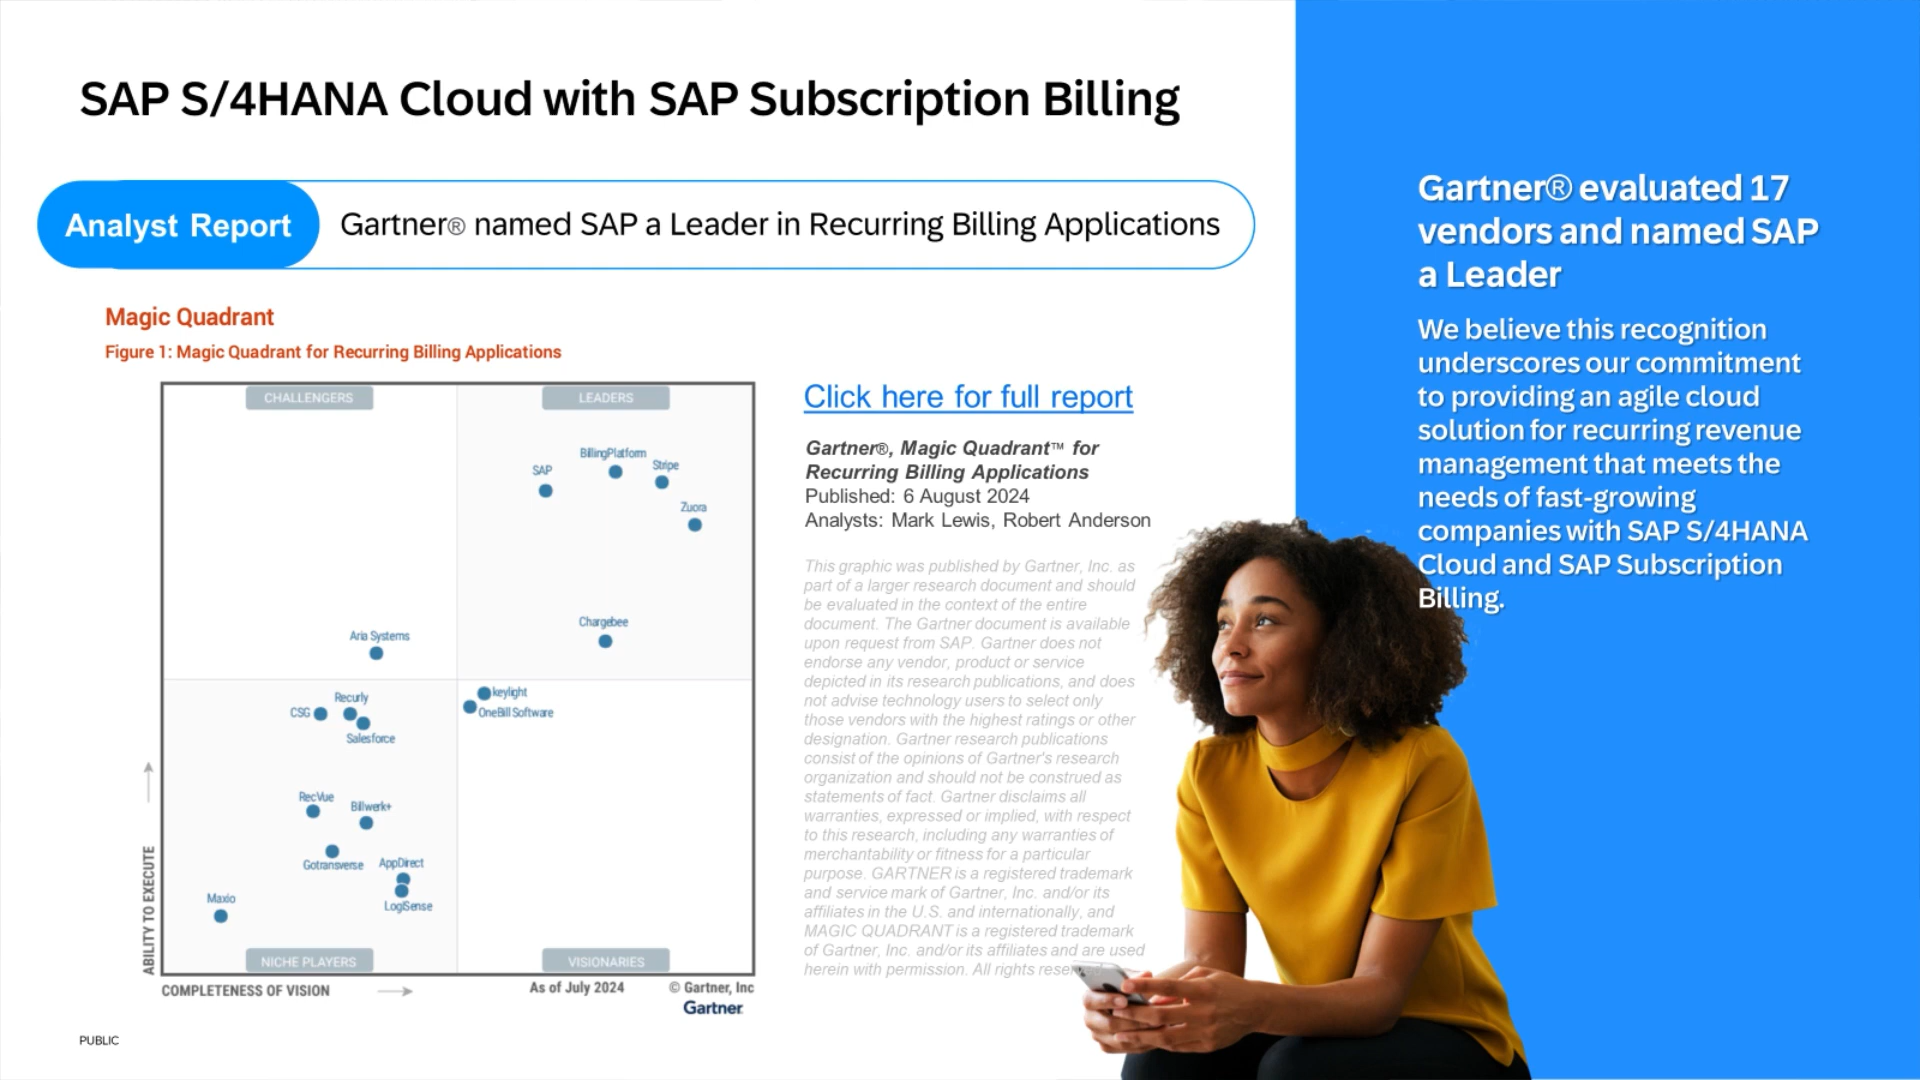 SAP S/4HANA Cloud with SAP Subscription Billing
Analyst Report
Gartner® named SAP a Leader in Recurring Billing Applications
Magic Quadrant
Figure 1: Magic Quadrant for Recurring Billing Applications
CHALLENGERS
LEADERS
BillingPlatform
SAP
Stripe
Zuora
Chargebee
Aria Systems
keylight
Recurly
CSG
OneBill Software
Salesforce
RecVue
Billwerk+
Gotransverse
AppDirect
Maxio
LogiSense
NICHE PLAYERS
VISIONARIES
ABILITY TO EXECUTE
COMPLETENESS OF VISION
As of July 2024
© Gartner, Inc
Gartner
Click here for full report
Gartner®, Magic Quadrant™ for
Recurring Billing Applications
Published: 6 August 2024
Analysts: Mark Lewis, Robert Anderson
This graphic was published by Gartner, Inc. as
part of a larger research document and should
be evaluated in the context of the entire
document. The Gartner document is available
upon request from SAP. Gartner does not
endorse any vendor, product or service
depicted in its research publications, and does
not advise technology users to select only
those vendors with the highest ratings or other
designation. Gartner research publications
consist of the opinions of Gartner's research
organization and should not be construed as
statements of fact. Gartner disclaims all
warranties, expressed or implied, with respect
to this research, including any warranties of
merchantability or fitness for a particular
purpose. GARTNER is a registered trademark
and service mark of Gartner, Inc. and/or its
affiliates in the U.S. and internationally, and
MAGIC QUADRANT is a registered trademark
of Gartner, Inc. and/or its affiliates and are used
herein with permission. All rights reserved.
Gartner® evaluated 17
vendors and named SAP
a Leader
We believe this recognition
underscores our commitment
to providing an agile cloud
solution for recurring revenue
management that meets the
needs of fast-growing
companies with SAP S/4HANA
Cloud and SAP Subscription
Billing.
PUBLIC